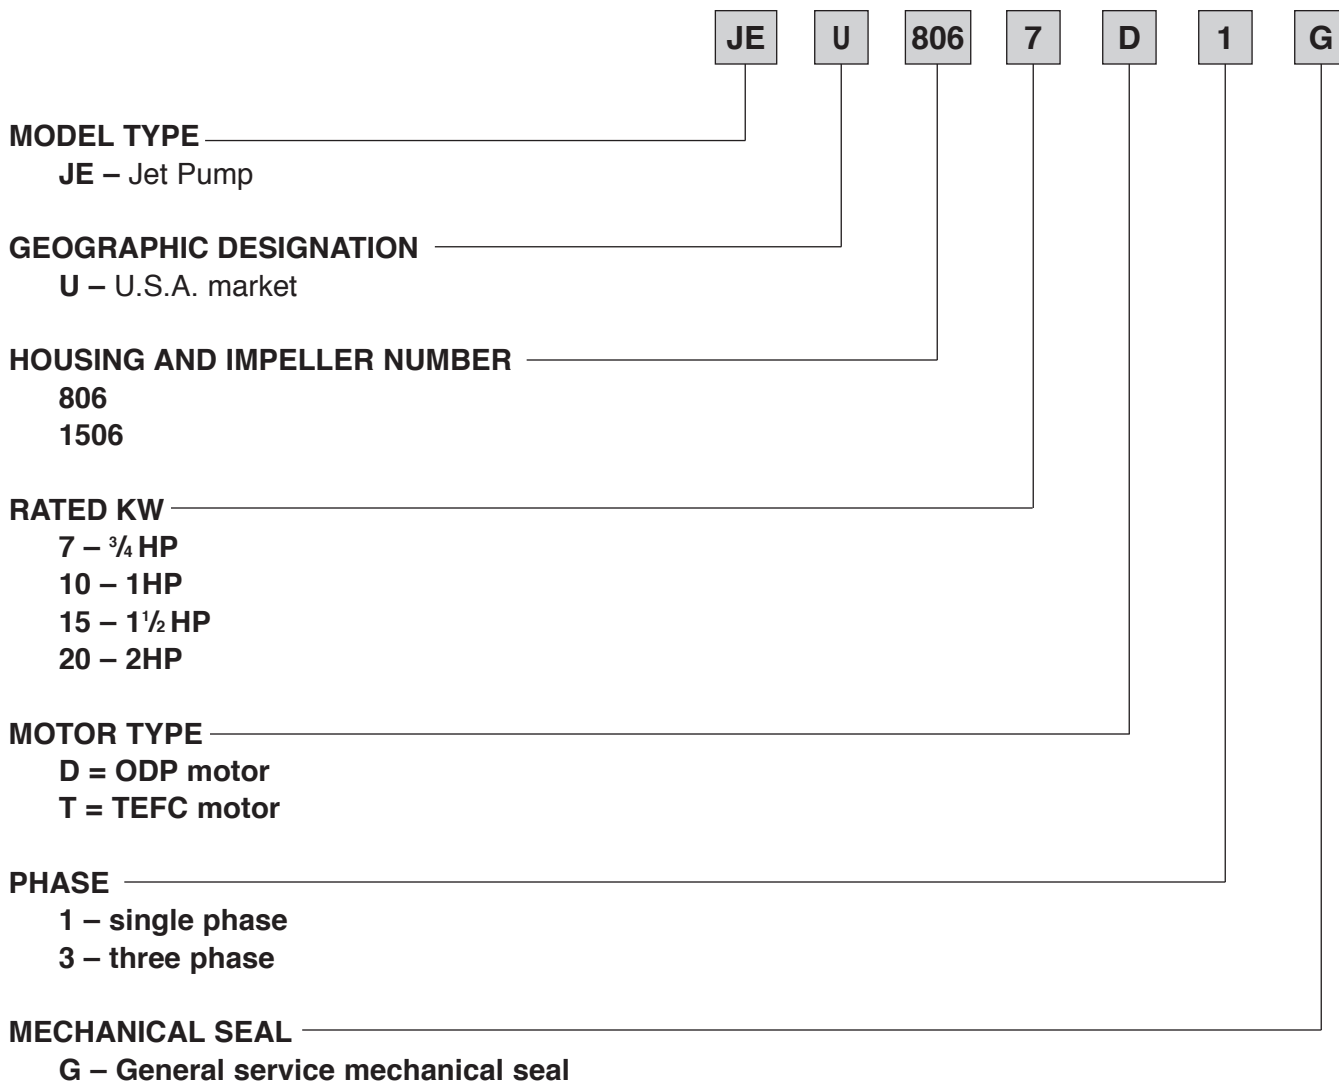 JE U 806 7 D 1 G
MODEL TYPE
JE – Jet Pump
GEOGRAPHIC DESIGNATION
U – U.S.A. market
HOUSING AND IMPELLER NUMBER
806
1506
RATED KW
7 – ¾ HP
10 – 1HP
15 – 1½ HP
20 – 2HP
MOTOR TYPE
D = ODP motor
T = TEFC motor
PHASE
1 – single phase
3 – three phase
MECHANICAL SEAL
G – General service mechanical seal